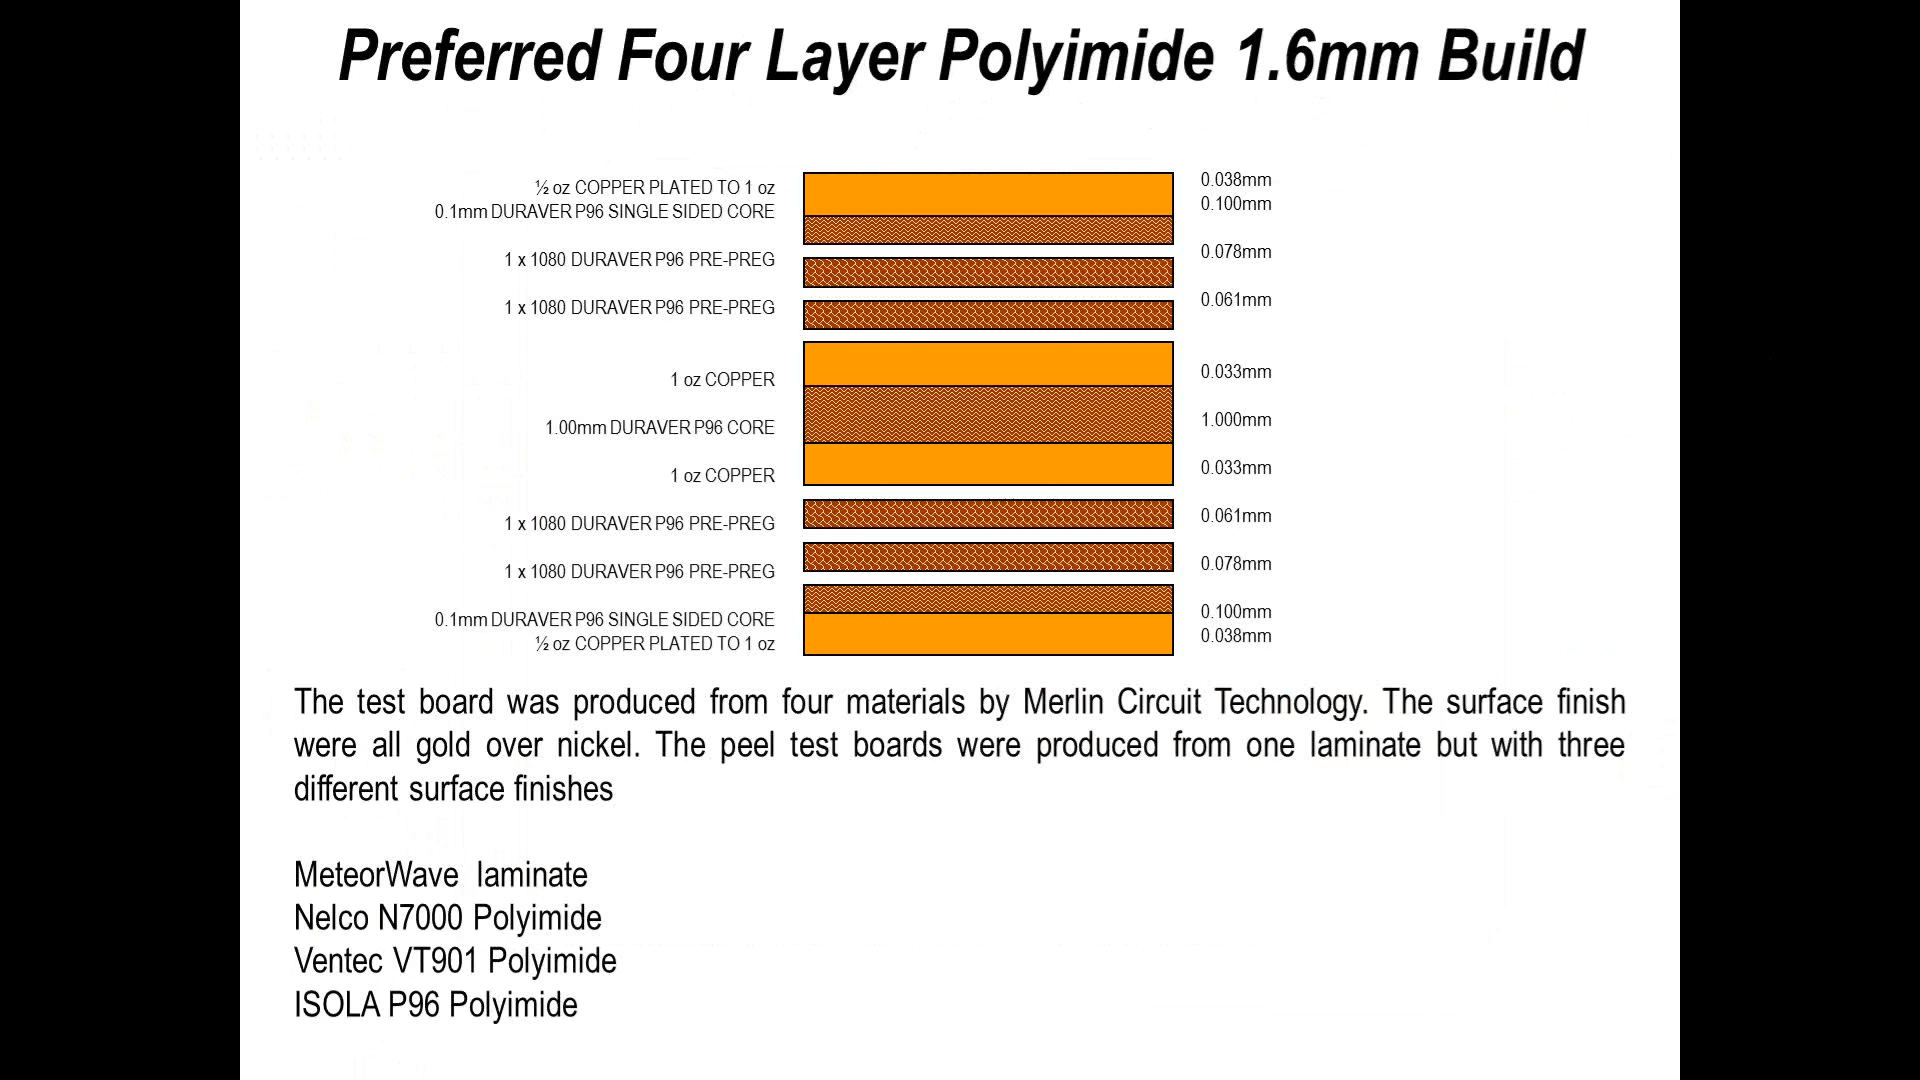 Preferred Four Layer Polyimide 1.6mm Build
½ oz COPPER PLATED TO 1 oz 0.038mm
0.1mm DURAVER P96 SINGLE SIDED CORE 0.100mm
1 x 1080 DURAVER P96 PRE-PREG 0.078mm
1 x 1080 DURAVER P96 PRE-PREG 0.061mm
1 oz COPPER 0.033mm
1.00mm DURAVER P96 CORE 1.000mm
1 oz COPPER 0.033mm
1 x 1080 DURAVER P96 PRE-PREG 0.061mm
1 x 1080 DURAVER P96 PRE-PREG 0.078mm
0.1mm DURAVER P96 SINGLE SIDED CORE 0.100mm
½ oz COPPER PLATED TO 1 oz 0.038mm
The test board was produced from four materials by Merlin Circuit Technology. The surface finish
were all gold over nickel. The peel test boards were produced from one laminate but with three
different surface finishes
MeteorWave laminate
Nelco N7000 Polyimide
Ventec VT901 Polyimide
ISOLA P96 Polyimide